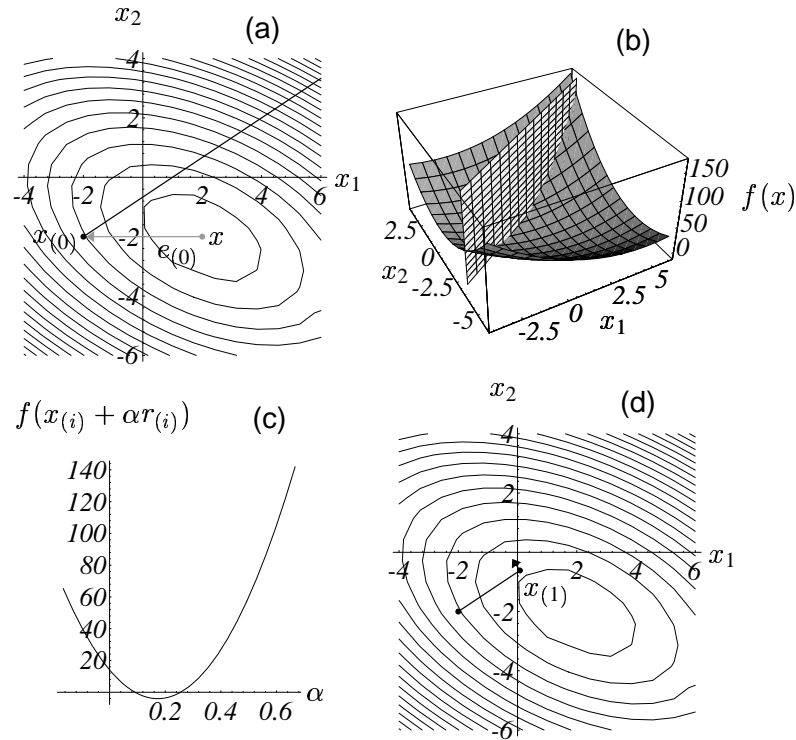 (a)
x2
4
2
-4 -2 2 4 6 x1
x(0) -2 e(0) x
-4
-6
(b)
150
100
50
0
f(x)
2.5
0
-2.5
-5
x2
-2.5 0 2.5 5
x1
(c)
f(x(i) + αr(i))
140
120
100
80
60
40
20
0.2 0.4 0.6 α
(d)
x2
4
2
-4 -2 2 4 6 x1
x(1)
-2
-4
-6